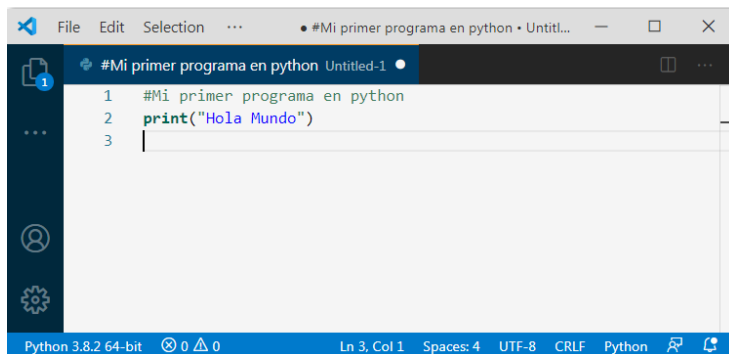 File Edit Selection ··· ● #Mi primer programa en python • Untitl...
#Mi primer programa en python Untitled-1 ●
1
1 #Mi primer programa en python
2 print("Hola Mundo")
3
Python 3.8.2 64-bit 0 0 Ln 3, Col 1 Spaces: 4 UTF-8 CRLF Python